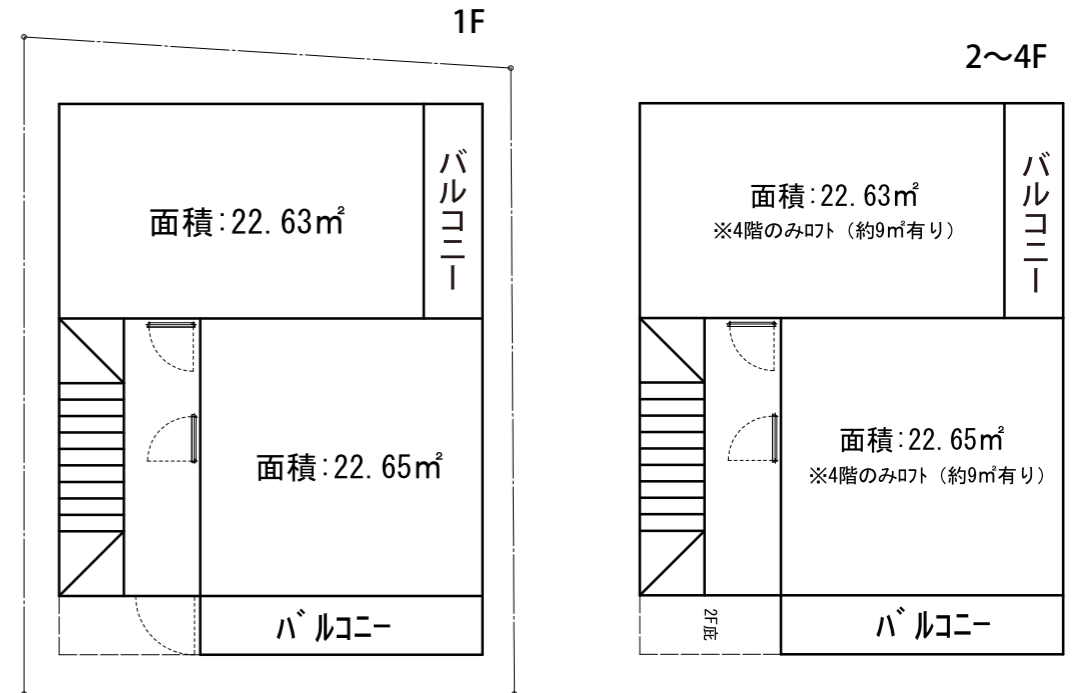 1F
面積:22.63㎡
バルコニー
面積:22.65㎡
バルコニー
2～4F
面積:22.63㎡
※4階のみロフト（約9㎡有り）
バルコニー
面積:22.65㎡
※4階のみロフト（約9㎡有り）
2F庇
バルコニー